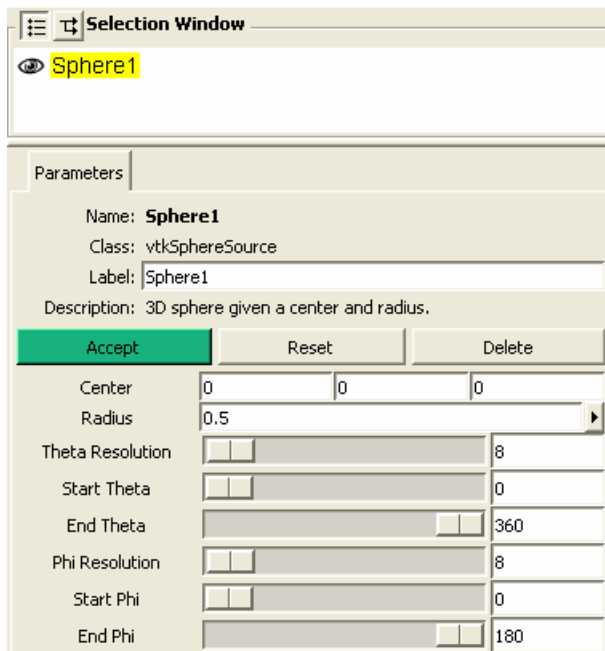 Selection Window
Sphere1
Parameters
Name: Sphere1
Class: vtkSphereSource
Label: Sphere1
Description: 3D sphere given a center and radius.
Accept Reset Delete
Center 0 0 0
Radius 0.5
Theta Resolution 8
Start Theta 0
End Theta 360
Phi Resolution 8
Start Phi 0
End Phi 180